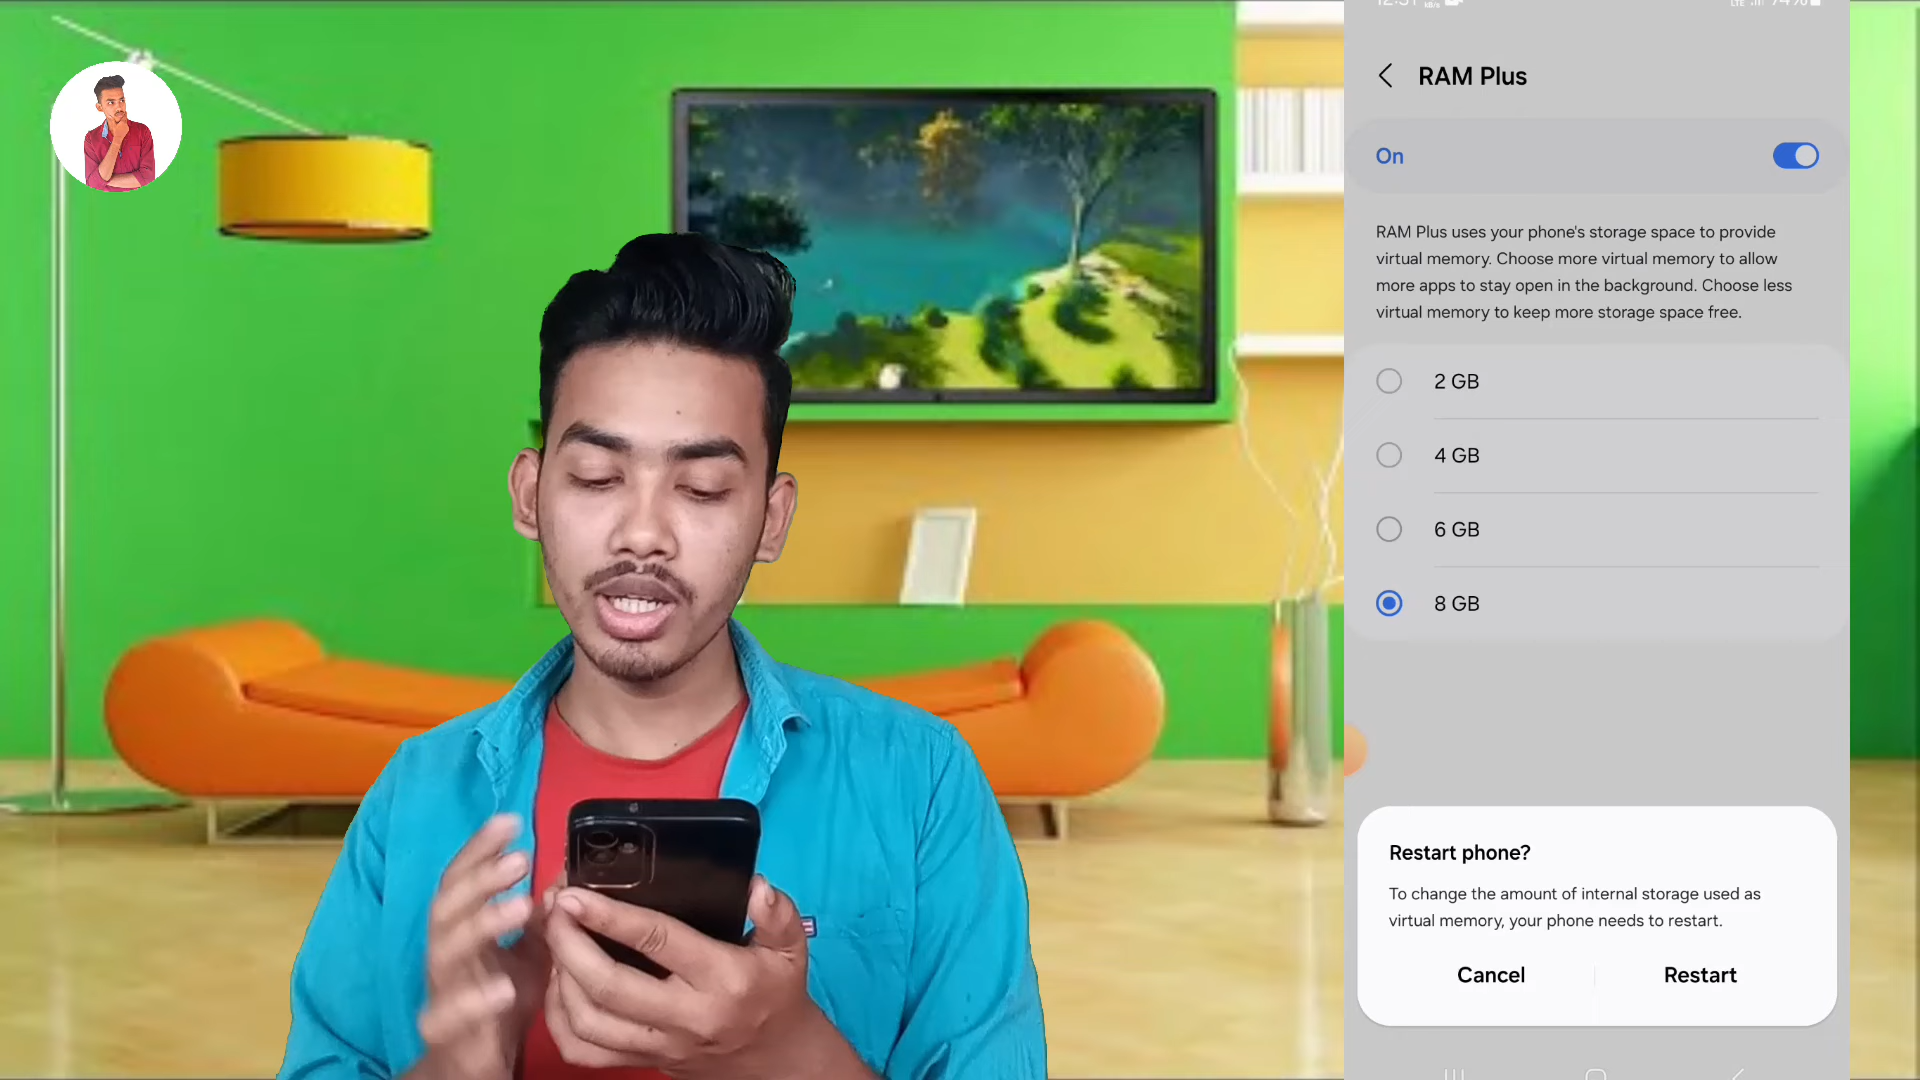 RAM Plus
On
RAM Plus uses your phone's storage space to provide
virtual memory. Choose more virtual memory to allow
more apps to stay open in the background. Choose less
virtual memory to keep more storage space free.
2 GB
4 GB
6 GB
8 GB
Restart phone?
To change the amount of internal storage used as
virtual memory, your phone needs to restart.
Cancel
Restart